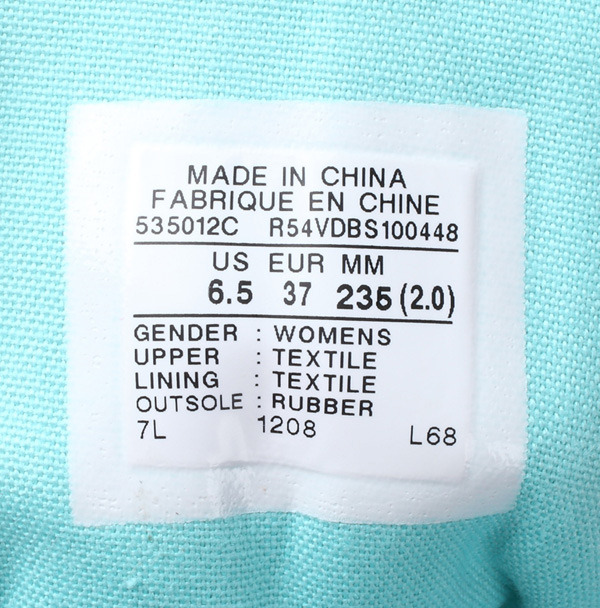 MADE IN CHINA
FABRIQUE EN CHINE
535012C R54VDBS100448
US EUR MM
6.5 37 235 (2.0)
GENDER : WOMENS
UPPER : TEXTILE
LINING : TEXTILE
OUTSOLE : RUBBER
7L 1208 L68